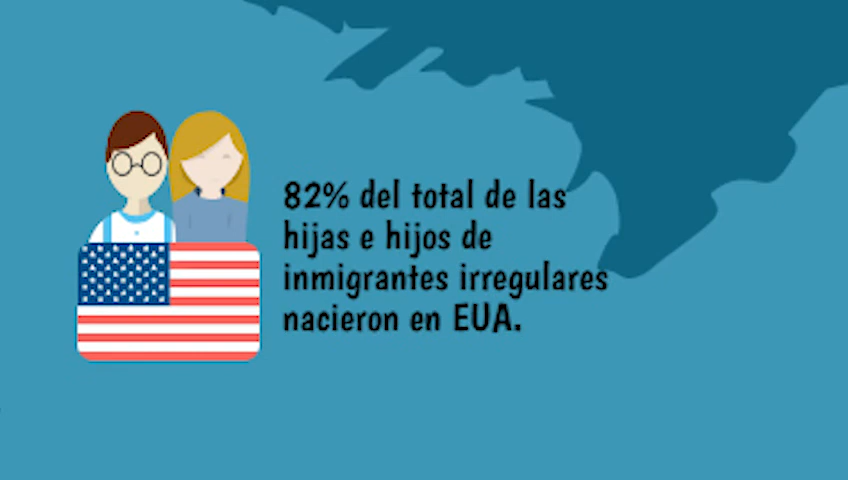 82% del total de las
hijas e hijos de
inmigrantes irregulares
nacieron en EUA.